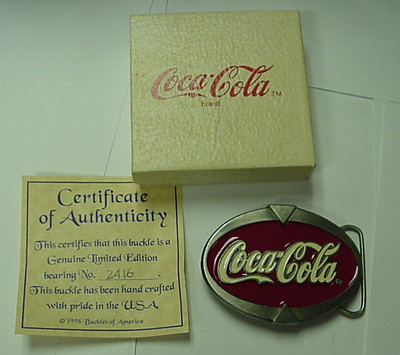 Coca-Cola TM
brand
Certificate
of Authenticity
This certifies that this buckle is a
Genuine Limited Edition
bearing No. 2416.
This buckle has been hand crafted
with pride in the U.S.A.
© 1998 Buckles of America
Coca-Cola